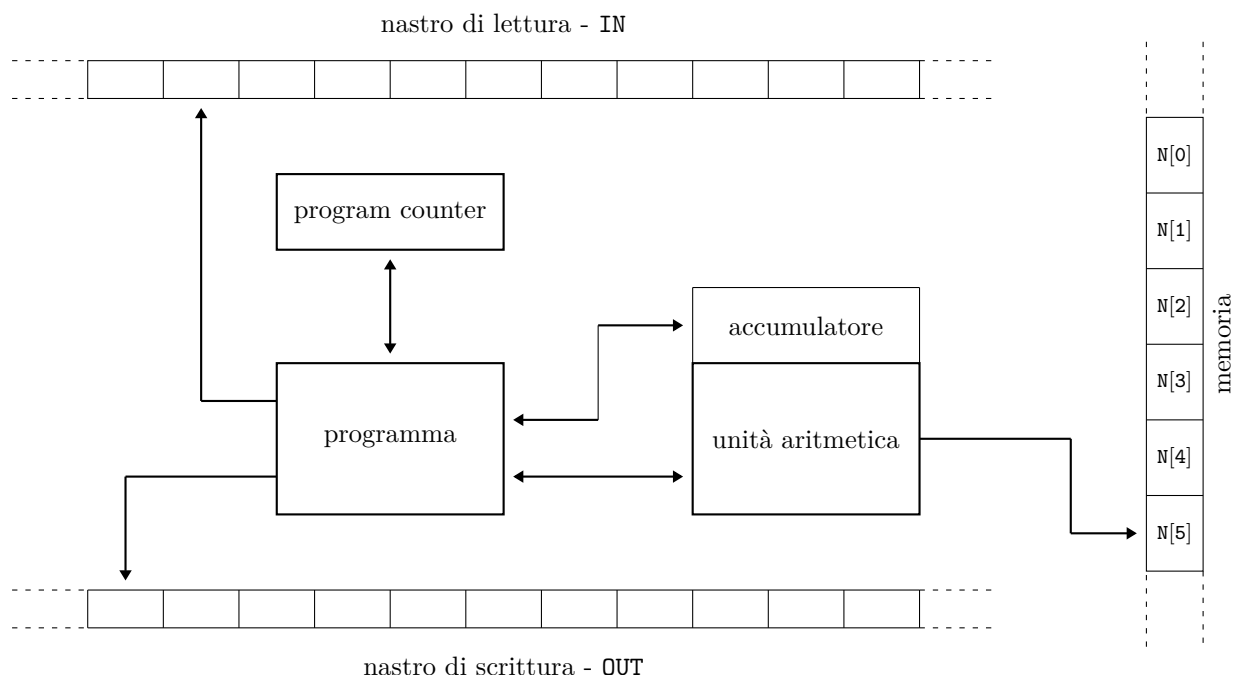 nastro di lettura - IN
program counter
accumulatore
programma
unità aritmetica
N[0]
N[1]
N[2]
N[3]
N[4]
N[5]
memoria
nastro di scrittura - OUT